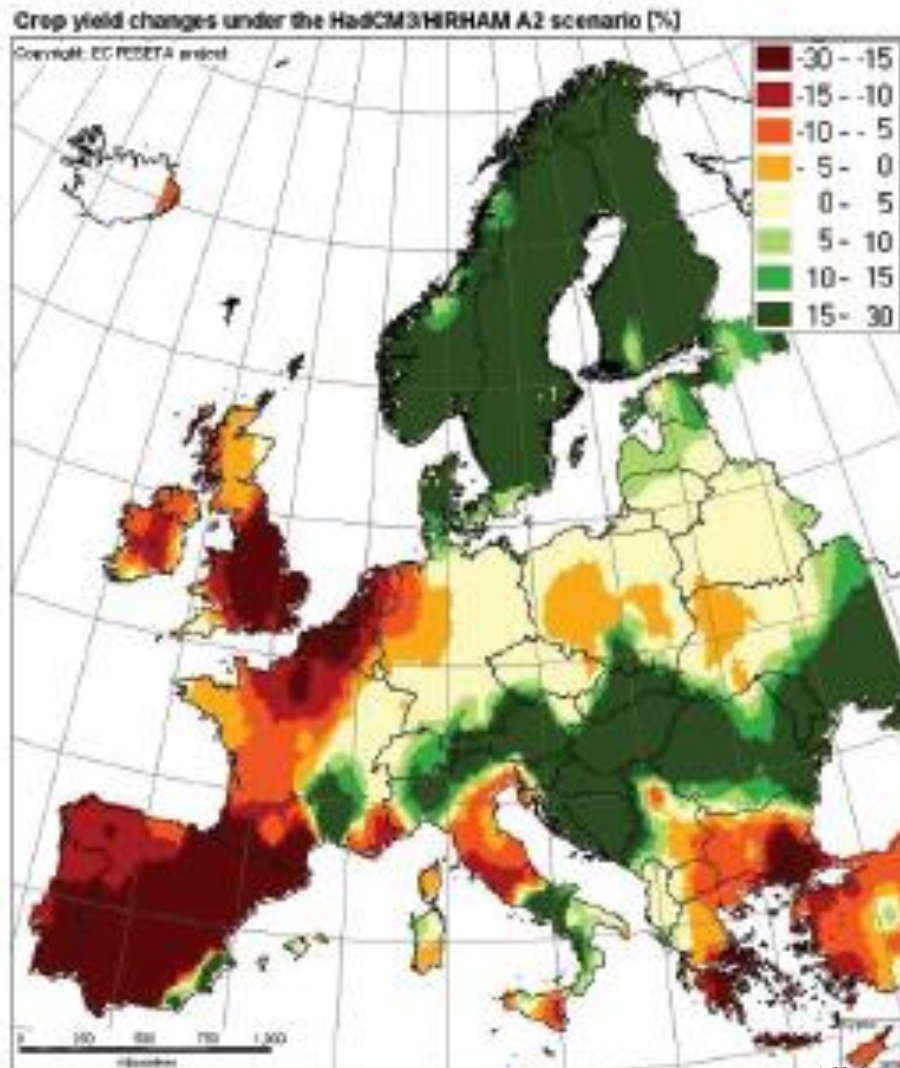 Crop yield changes under the HadCM3/HIRHAM A2 scenario [%]
Copyright: EC PESETA project
-30 - -15
-15 - -10
-10 - - 5
- 5 - 0
0 - 5
5 - 10
10 - 15
15 - 30
0 250 500 750 1,000